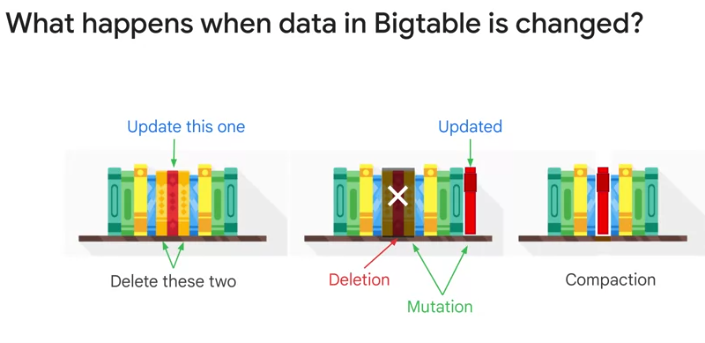 What happens when data in Bigtable is changed?
Update this one
Updated
Delete these two
Deletion
Mutation
Compaction